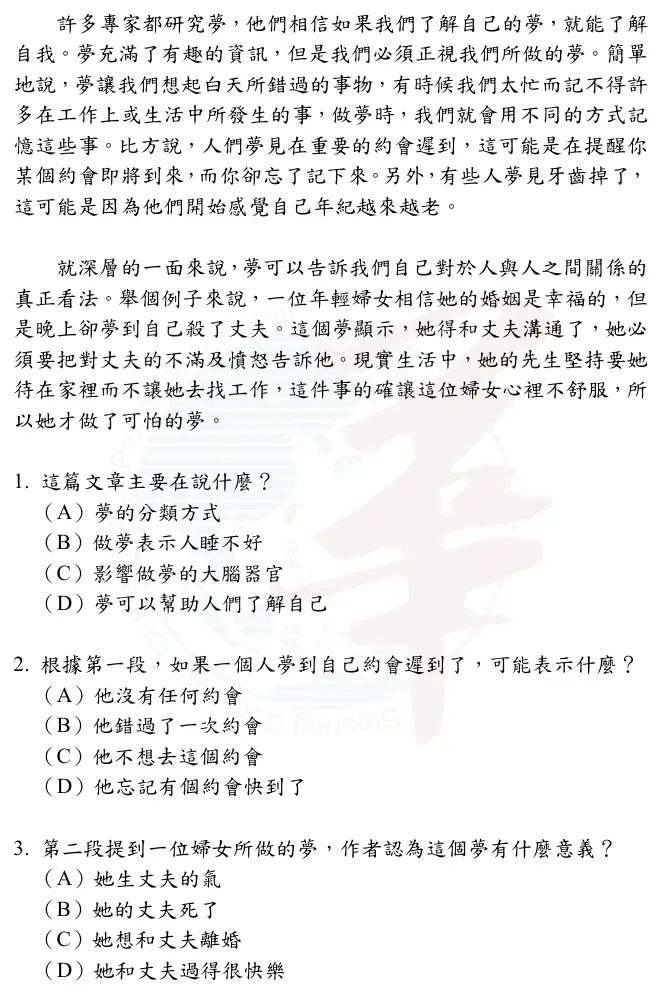 許多專家都研究夢，他們相信如果我們了解自己的夢，就能了解
自我。夢充滿了有趣的資訊，但是我們必須正視我們所做的夢。簡單
地說，夢讓我們想起白天所錯過的事物，有時候我們太忙而記不得許
多在工作上或生活中所發生的事，做夢時，我們就會用不同的方式記
憶這些事。比方說，人們夢見在重要的約會遲到，這可能是在提醒你
某個約會即將到來，而你卻忘了記下來。另外，有些人夢見牙齒掉了，
這可能是因為他們開始感覺自己年紀越來越老。
就深層的一面來說，夢可以告訴我們自己對於人與人之間關係的
真正看法。舉個例子來說，一位年輕婦女相信她的婚姻是幸福的，但
是晚上卻夢到自己殺了丈夫。這個夢顯示，她得和丈夫溝通了，她必
須要把對丈夫的不滿及憤怒告訴他。現實生活中，她的先生堅持要她
待在家裡而不讓她去找工作，這件事的確讓這位婦女心裡不舒服，所
以她才做了可怕的夢。
1. 這篇文章主要在說什麼？
（A）夢的分類方式
（B）做夢表示人睡不好
（C）影響做夢的大腦器官
（D）夢可以幫助人們了解自己
2. 根據第一段，如果一個人夢到自己約會遲到了，可能表示什麼？
（A）他沒有任何約會
（B）他錯過了一次約會
（C）他不想去這個約會
（D）他忘記有個約會快到了
3. 第二段提到一位婦女所做的夢，作者認為這個夢有什麼意義？
（A）她生丈夫的氣
（B）她的丈夫死了
（C）她想和丈夫離婚
（D）她和丈夫過得很快樂